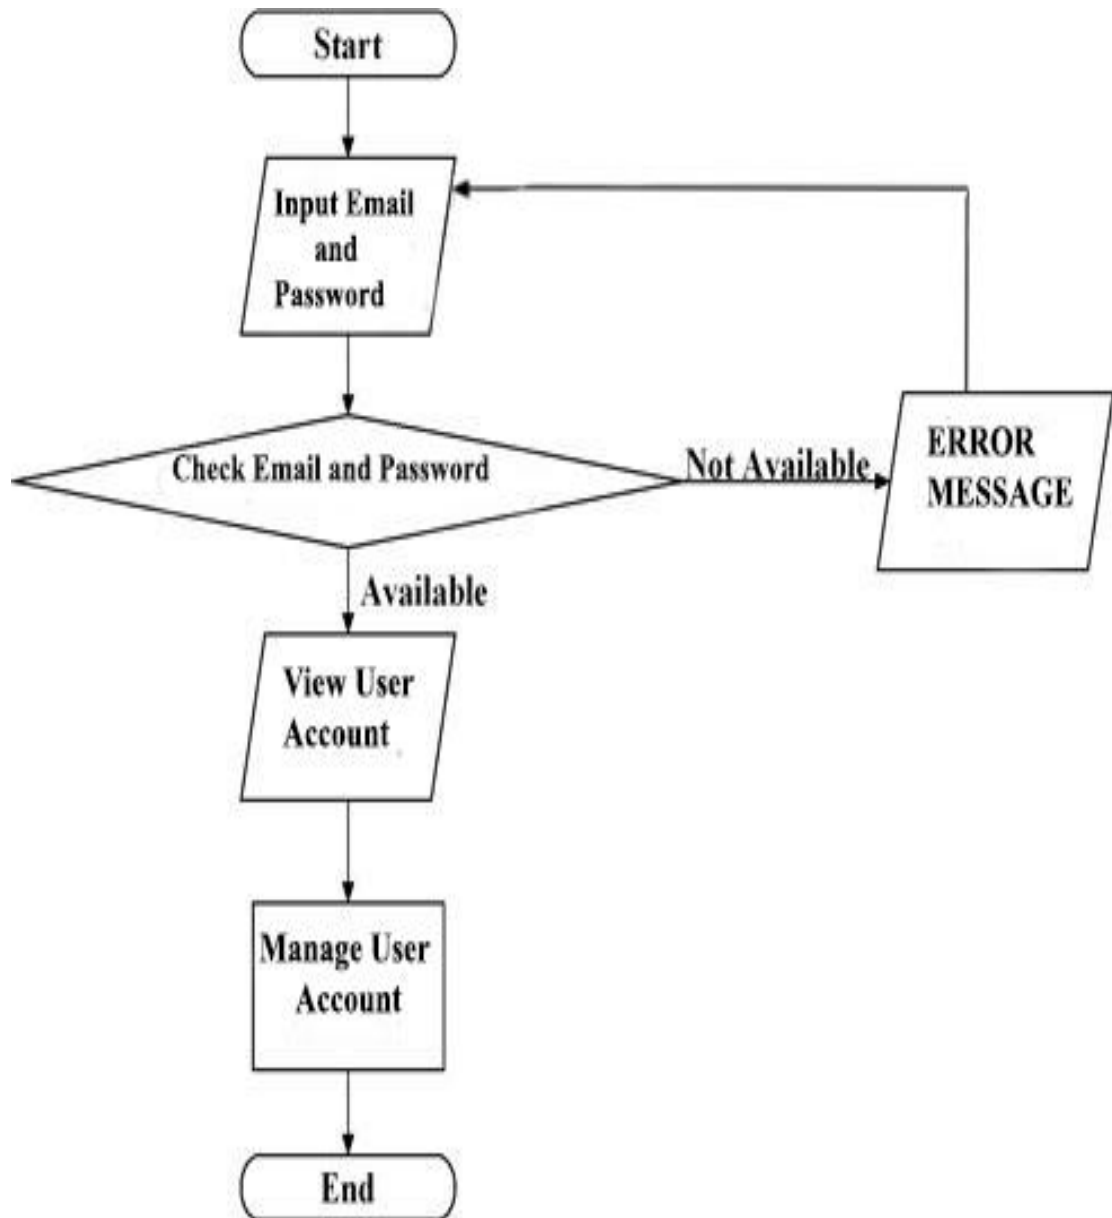 Start
Input Email
and
Password
Check Email and Password
Not Available
ERROR
MESSAGE
Available
View User
Account
Manage User
Account
End